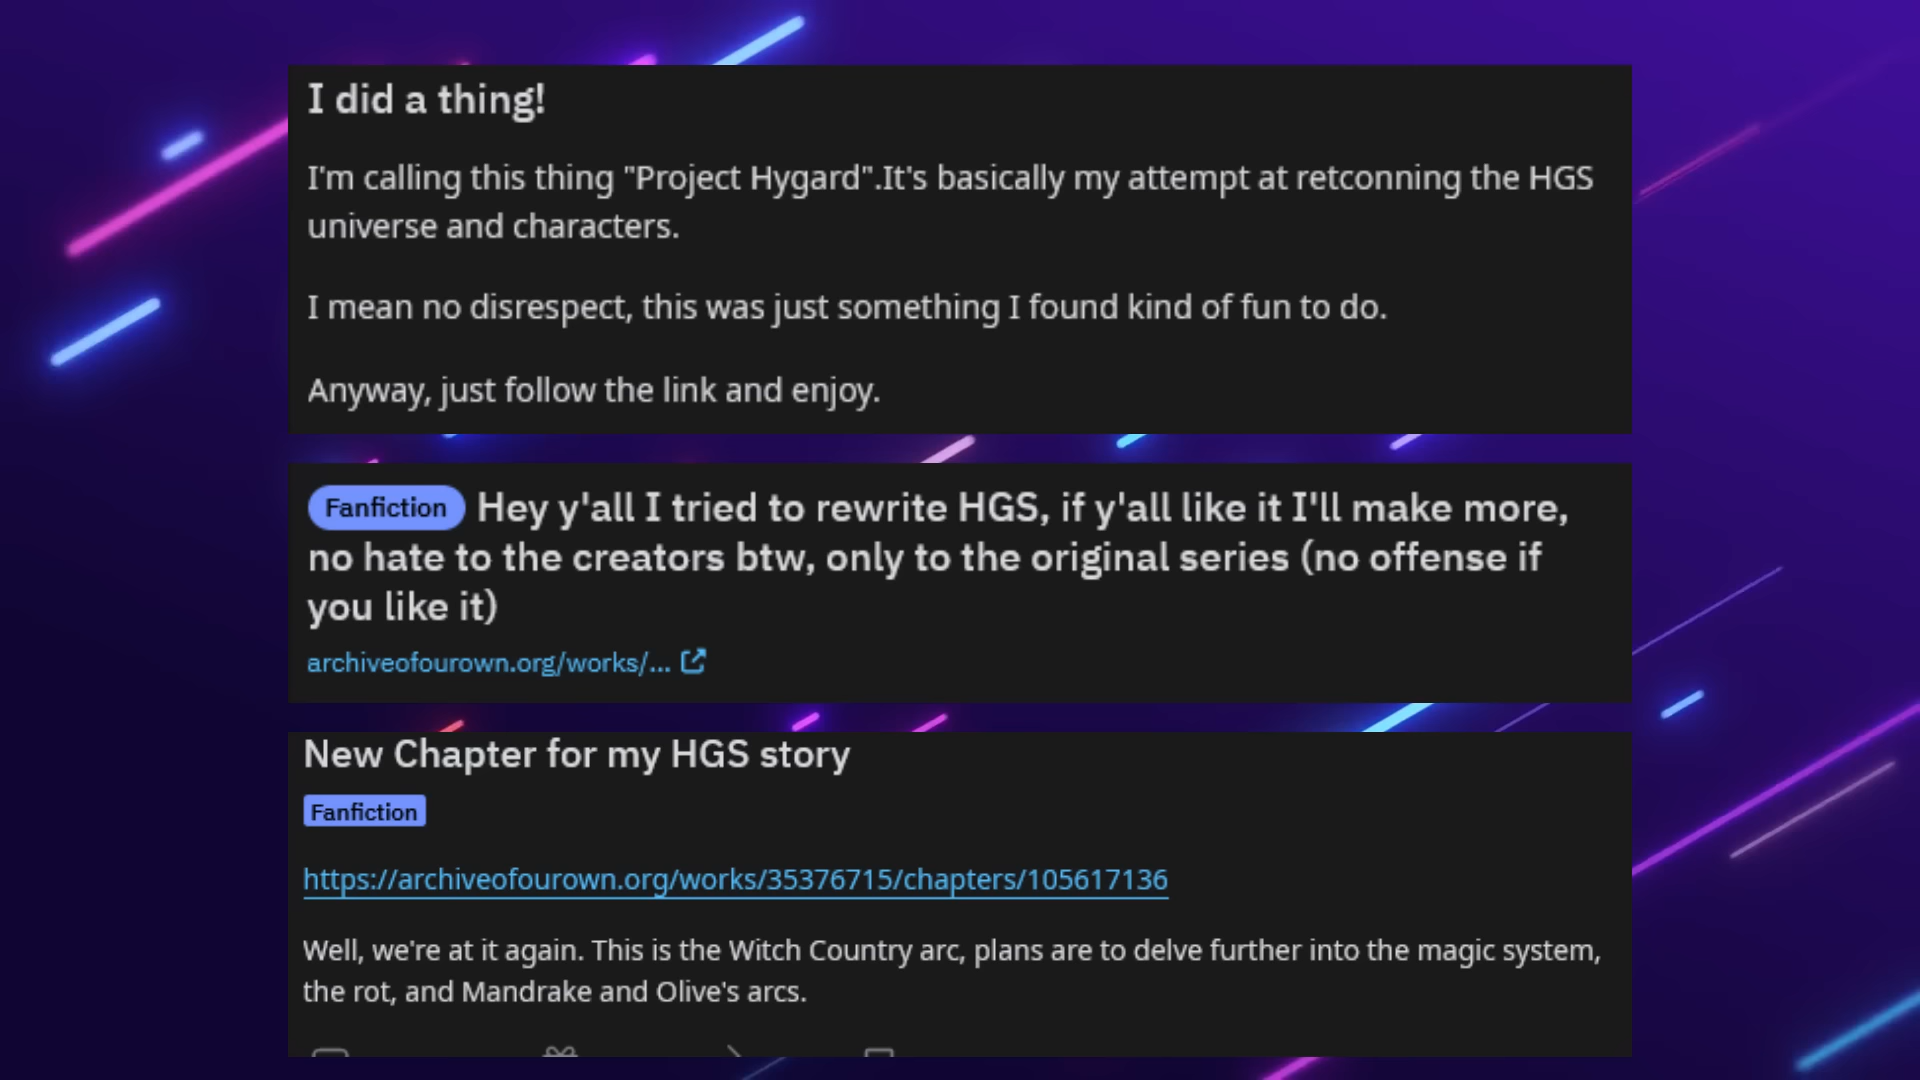 I did a thing!
I'm calling this thing "Project Hygard".It's basically my attempt at retconning the HGS
universe and characters.
I mean no disrespect, this was just something I found kind of fun to do.
Anyway, just follow the link and enjoy.
Fanfiction Hey y'all I tried to rewrite HGS, if y'all like it I'll make more,
no hate to the creators btw, only to the original series (no offense if
you like it)
archiveofourown.org/works/...
New Chapter for my HGS story
Fanfiction
https://archiveofourown.org/works/35376715/chapters/105617136
Well, we're at it again. This is the Witch Country arc, plans are to delve further into the magic system,
the rot, and Mandrake and Olive's arcs.